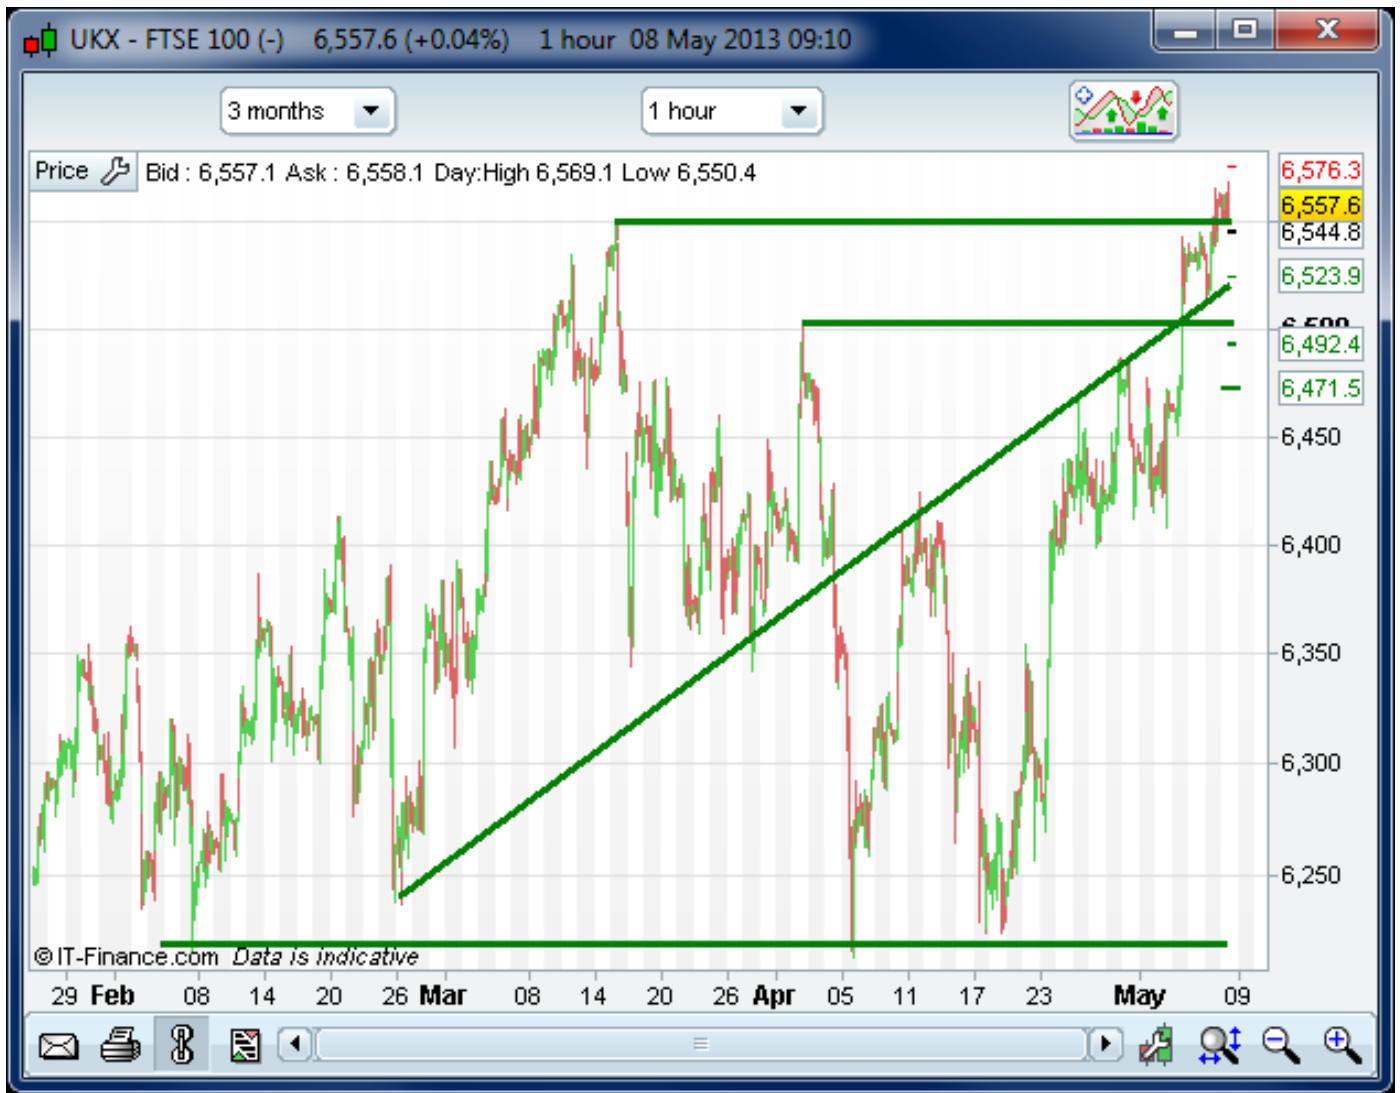 UKX - FTSE 100 (-) 6,557.6 (+0.04%) 1 hour 08 May 2013 09:10
3 months 1 hour
Price Bid : 6,557.1 Ask : 6,558.1 Day:High 6,569.1 Low 6,550.4
6,576.3
6,557.6
6,544.8
6,523.9
6,492.4
6,471.5
6,450
6,400
6,350
6,300
6,250
© IT-Finance.com Data is indicative
29 Feb 08 14 20 26 Mar 08 14 20 26 Apr 05 11 17 23 May 09